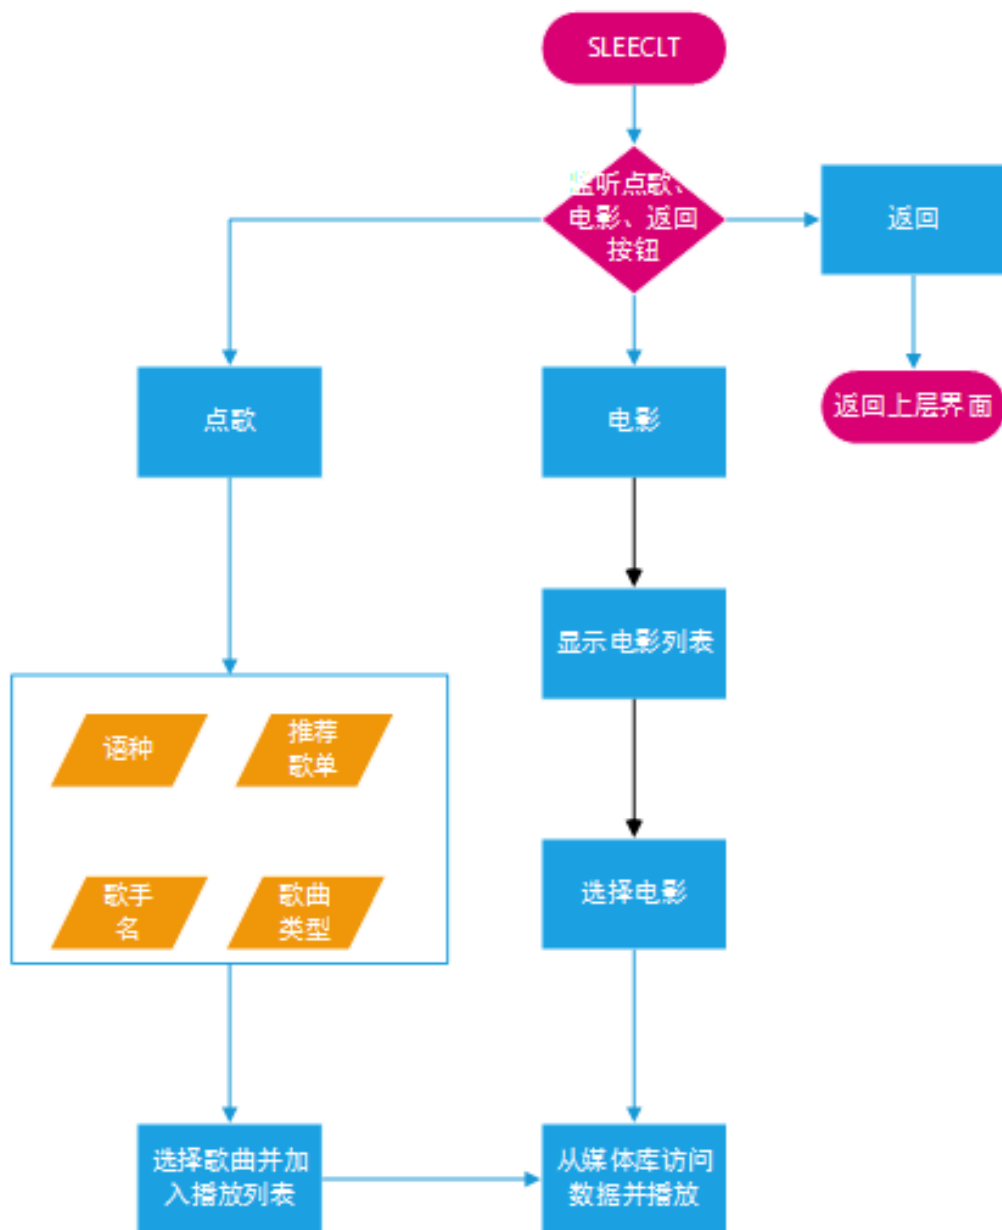 SLEECLT
监听点歌、
电影、返回
按钮
返回
返回上层界面
点歌
电影
显示电影列表
语种
推荐
歌单
歌手
名
歌曲
类型
选择电影
选择歌曲并加
入播放列表
从媒体库访问
数据并播放